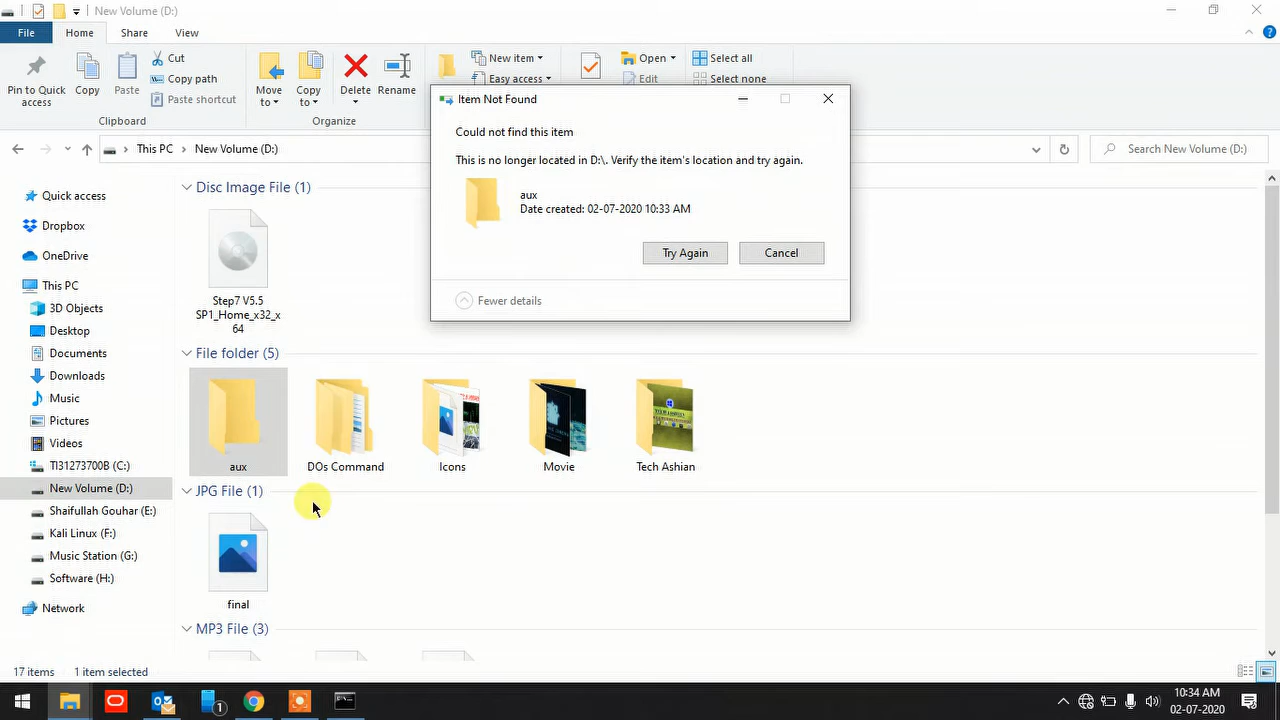 New Volume (D:)
File
Home
Share
View
Pin to Quick access
Copy
Paste
Cut
Copy path
Paste shortcut
Clipboard
Move to
Copy to
Delete
Rename
Organize
New item
Easy access
Open
Edit
Select all
Select none
This PC
New Volume (D:)
Search New Volume (D:)
Item Not Found
Could not find this item
This is no longer located in D:\. Verify the item's location and try again.
aux
Date created: 02-07-2020 10:33 AM
Try Again
Cancel
Fewer details
Quick access
Dropbox
OneDrive
This PC
3D Objects
Desktop
Documents
Downloads
Music
Pictures
Videos
TI31273700B (C:)
New Volume (D:)
Shaifullah Gouhar (E:)
Kali Linux (F:)
Music Station (G:)
Software (H:)
Network
Disc Image File (1)
Step7 V5.5
SP1_Home_x32_x
64
File folder (5)
aux
DOs Command
Icons
Movie
Tech Ashian
JPG File (1)
final
MP3 File (3)
17 items
1 item selected
1
10:34 AM
02-07-2020